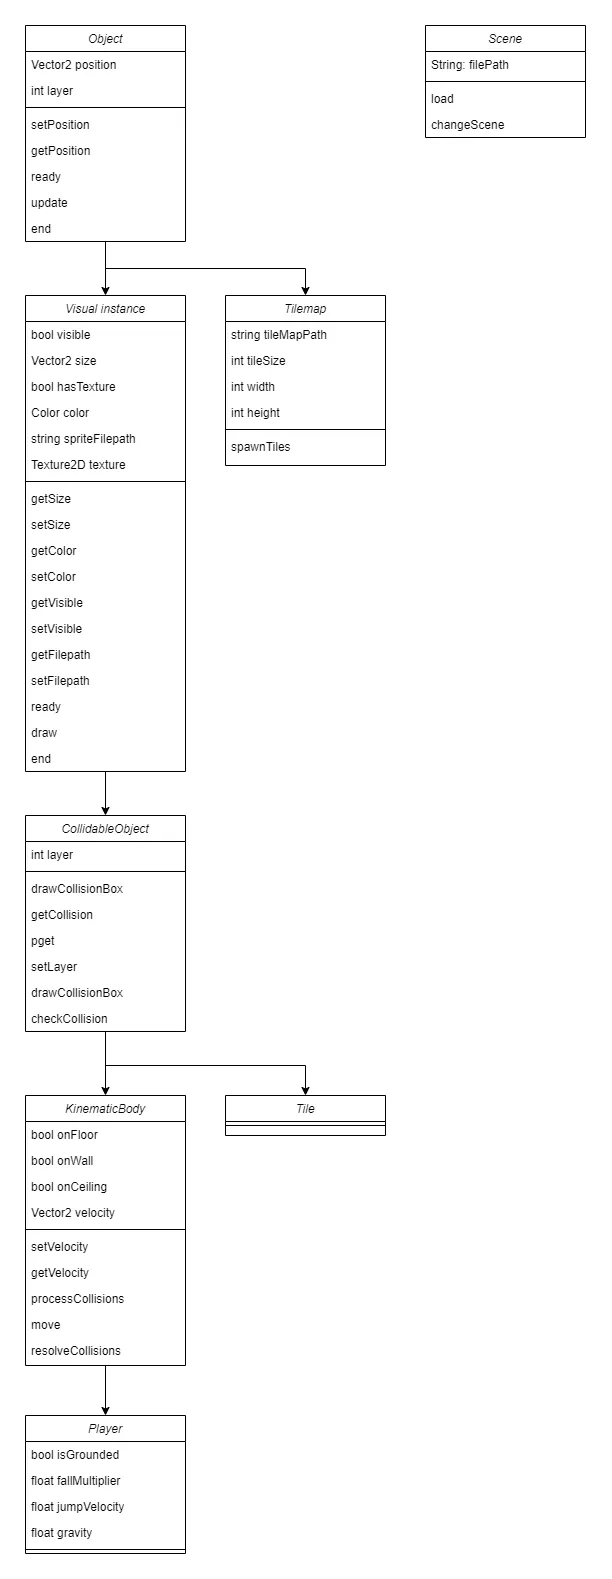 Object
Vector2 position
int layer
setPosition
getPosition
ready
update
end
Scene
String: filePath
load
changeScene
Visual instance
bool visible
Vector2 size
bool hasTexture
Color color
string spriteFilepath
Texture2D texture
getSize
setSize
getColor
setColor
getVisible
setVisible
getFilepath
setFilepath
ready
draw
end
Tilemap
string tileMapPath
int tileSize
int width
int height
spawnTiles
CollidableObject
int layer
drawCollisionBox
getCollision
pget
setLayer
drawCollisionBox
checkCollision
KinematicBody
bool onFloor
bool onWall
bool onCeiling
Vector2 velocity
setVelocity
getVelocity
processCollisions
move
resolveCollisions
Tile
Player
bool isGrounded
float fallMultiplier
float jumpVelocity
float gravity